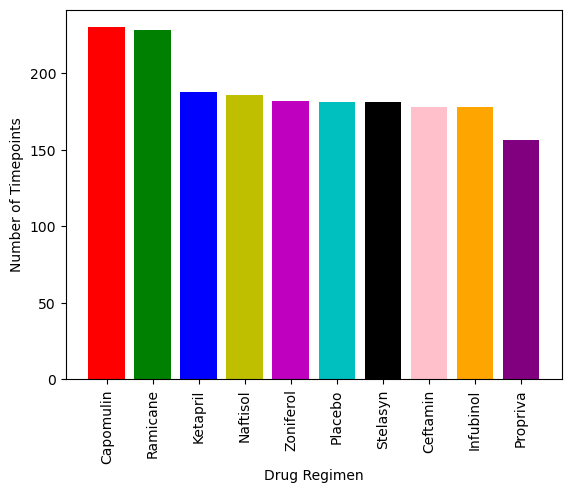 Number of Timepoints
200
150
100
50
0
Capomulin
Ramicane
Ketapril
Naftisol
Zoniferol
Placebo
Stelasyn
Ceftamin
Infubinol
Propriva
Drug Regimen